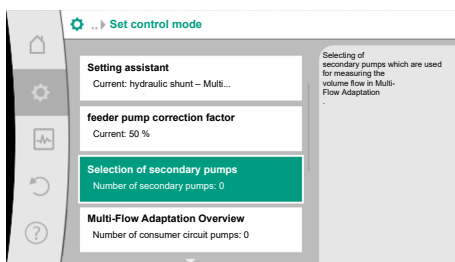 ..▸ Set control mode
Setting assistant
Current: hydraulic shunt – Multi...
feeder pump correction factor
Current: 50 %
Selection of secondary pumps
Number of secondary pumps: 0
Multi-Flow Adaptation Overview
Number of consumer circuit pumps: 0
Selecting of
secondary pumps which are used
for measuring the
volume flow in Multi-
Flow Adaptation
.
?